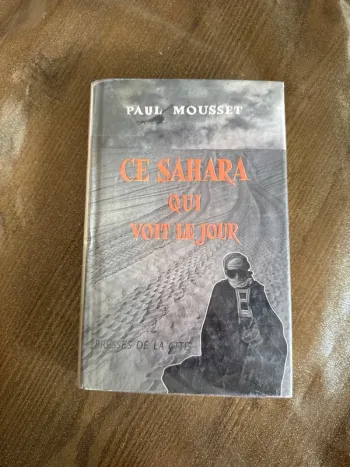 PAUL MOUSSET
CE SAHARA
QUI
VOIT LE JOUR
PRESSES DE LA CITÉ